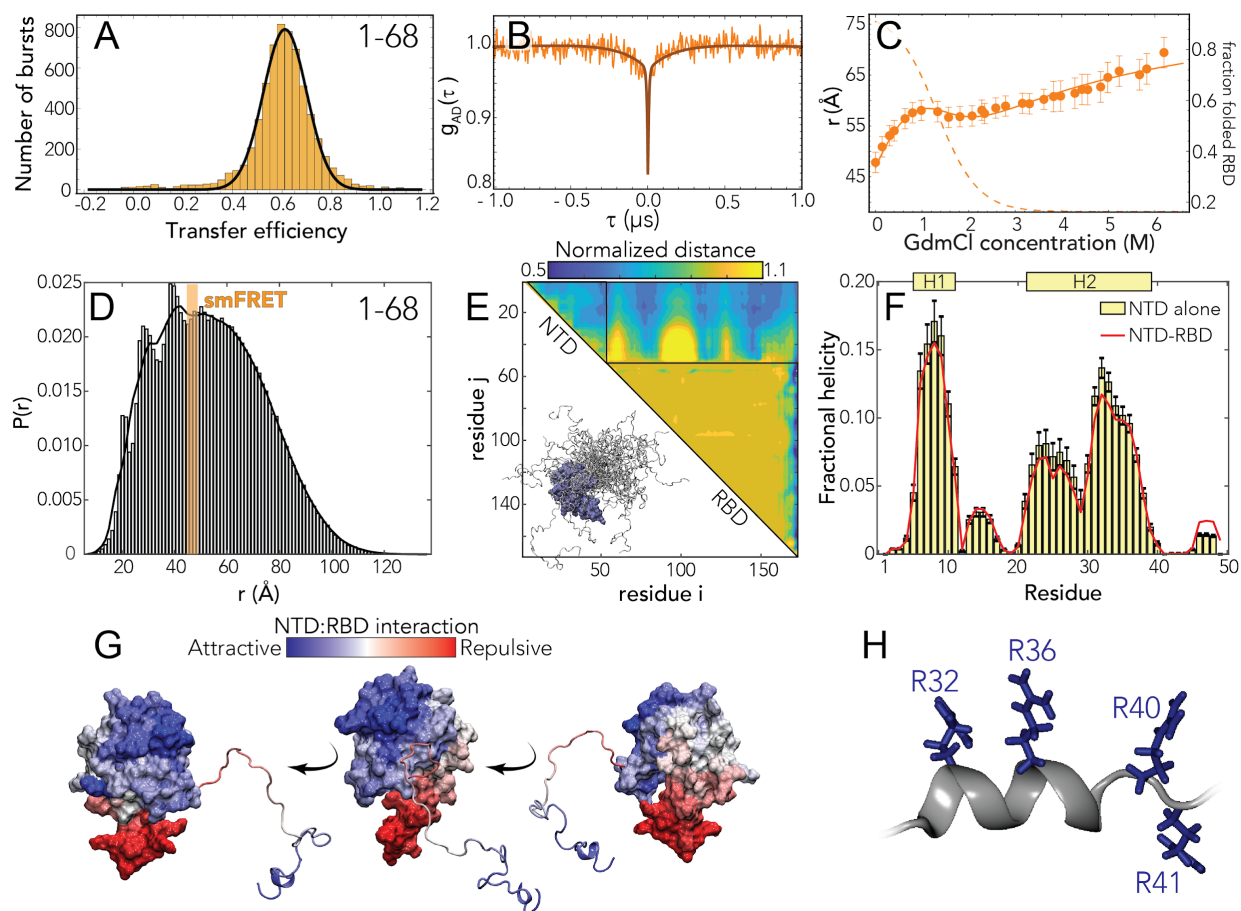 A
1-68
Number of bursts
800
600
400
200
0
-0.2 0.0 0.2 0.4 0.6 0.8 1.0 1.2
Transfer efficiency
B
g_AD(τ)
1.0
0.9
0.8
-1.0 -0.5 0.0 0.5 1.0
τ (µs)
C
r (Å)
75
65
55
45
0 1 2 3 4 5 6
GdmCl concentration (M)
0.8
0.6
0.4
0.2
fraction folded RBD
D
smFRET
1-68
P(r)
0.025
0.020
0.015
0.010
0.005
0
20 40 60 80 100 120
r (Å)
Normalized distance
0.5 1.1
E
NTD
RBD
residue j
20
60
100
140
50 100 150
residue i
H1 H2
F
NTD alone
NTD-RBD
Fractional helicity
0.20
0.15
0.10
0.05
0
1 10 20 30 40 50
Residue
G
NTD:RBD interaction
Attractive Repulsive
H
R32
R36
R40
R41